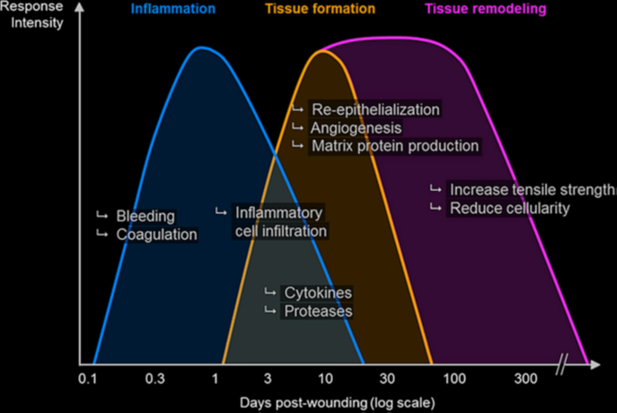 Response
Intensity
Inflammation
Tissue formation
Tissue remodeling
Re-epithelialization
Angiogenesis
Matrix protein production
Increase tensile strength
Reduce cellularity
Bleeding
Coagulation
Inflammatory
cell infiltration
Cytokines
Proteases
0.1 0.3 1 3 10 30 100 300
Days post-wounding (log scale)